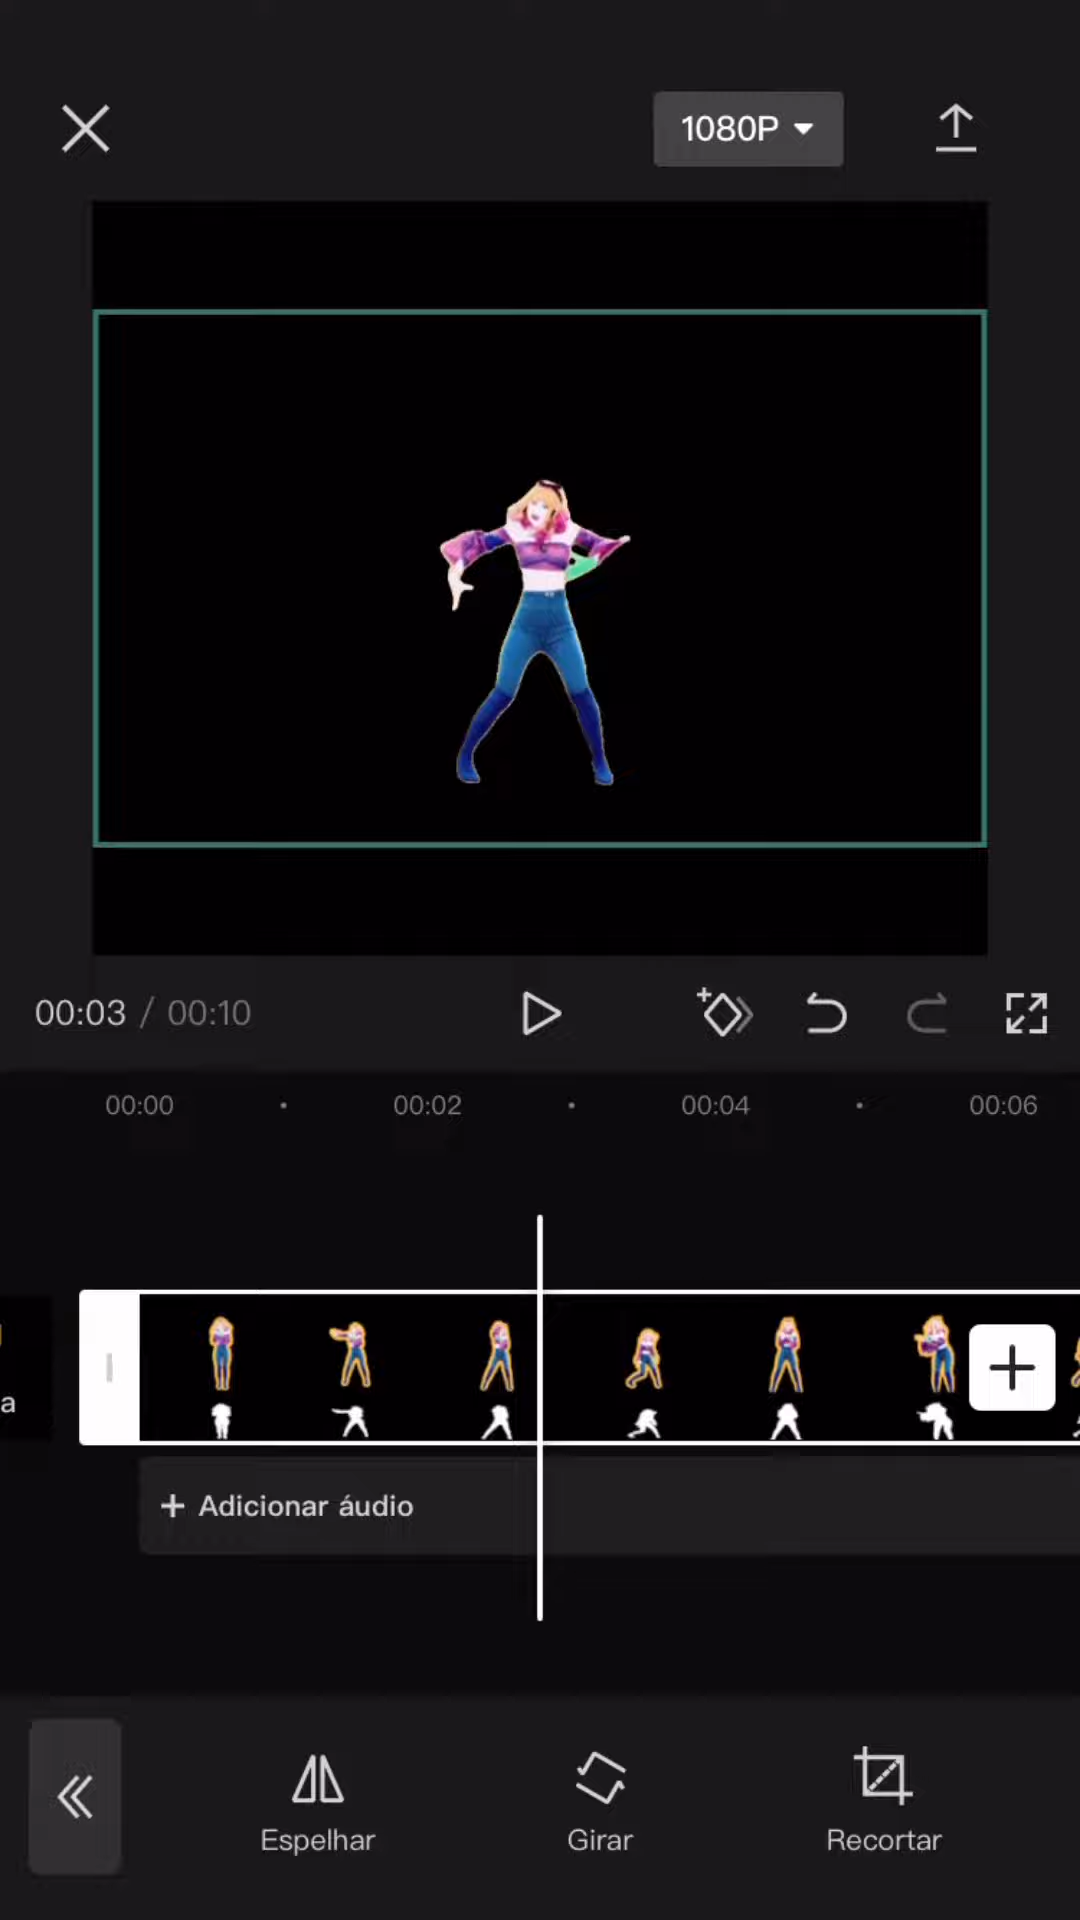 1080P
00:03 / 00:10
00:00
00:02
00:04
00:06
a
+ Adicionar áudio
Espelhar
Girar
Recortar